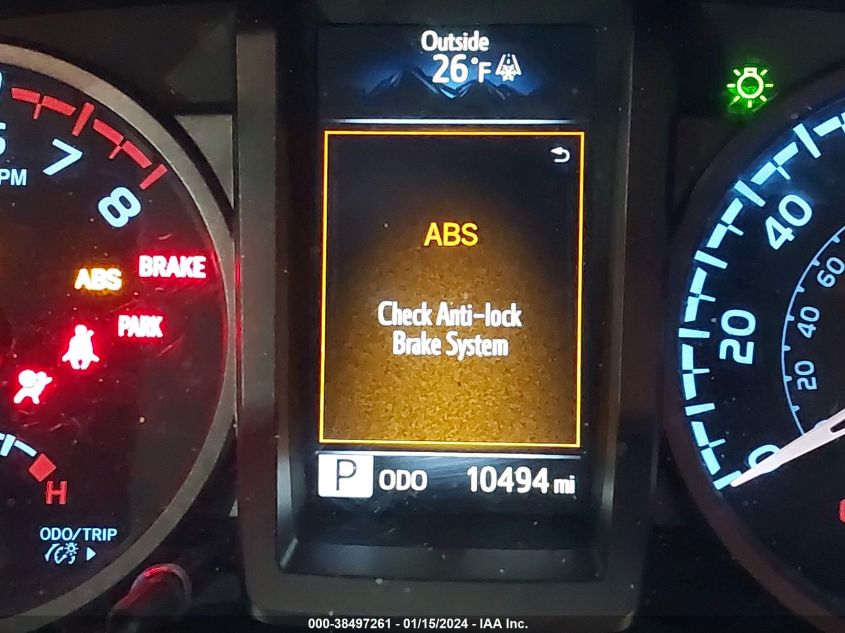 Outside
26°F
7
8
ABS
BRAKE
PARK
H
ODO/TRIP
ABS
Check Anti-lock
Brake System
P ODO 10494 mi
40
20
0
60
40
20
000-38497261 - 01/15/2024 - IAA Inc.